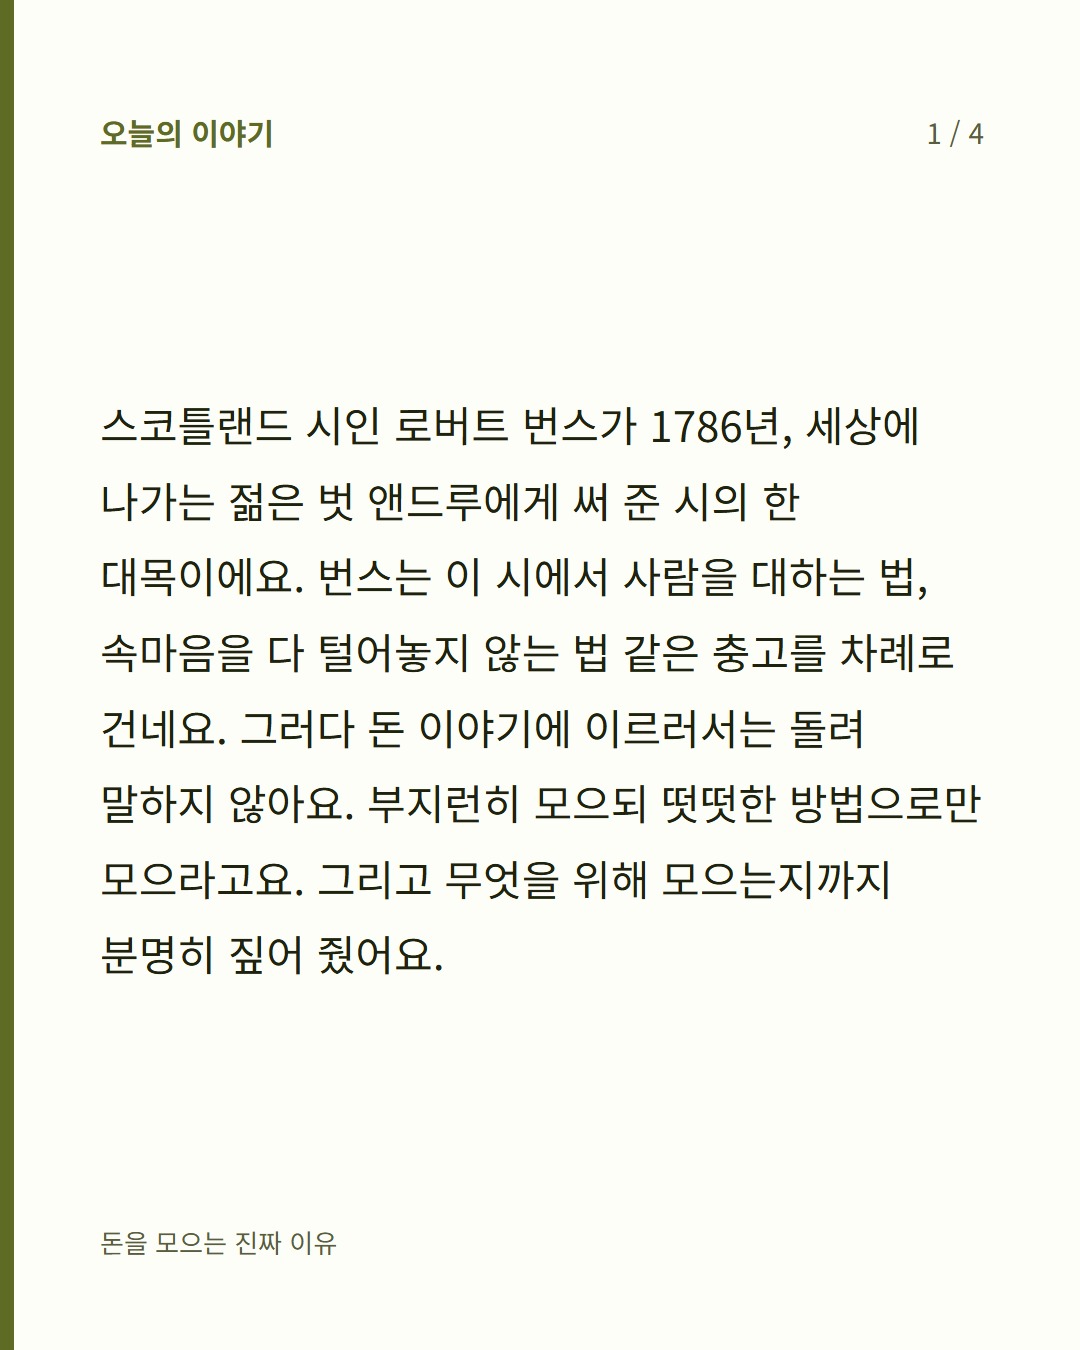 오늘의 이야기
1 / 4
스코틀랜드 시인 로버트 번스가 1786년, 세상에
나가는 젊은 벗 앤드루에게 써 준 시의 한
대목이에요. 번스는 이 시에서 사람을 대하는 법,
속마음을 다 털어놓지 않는 법 같은 충고를 차례로
건네요. 그러다 돈 이야기에 이르러서는 돌려
말하지 않아요. 부지런히 모으되 떳떳한 방법으로만
모으라고요. 그리고 무엇을 위해 모으는지까지
분명히 짚어 줬어요.
돈을 모으는 진짜 이유